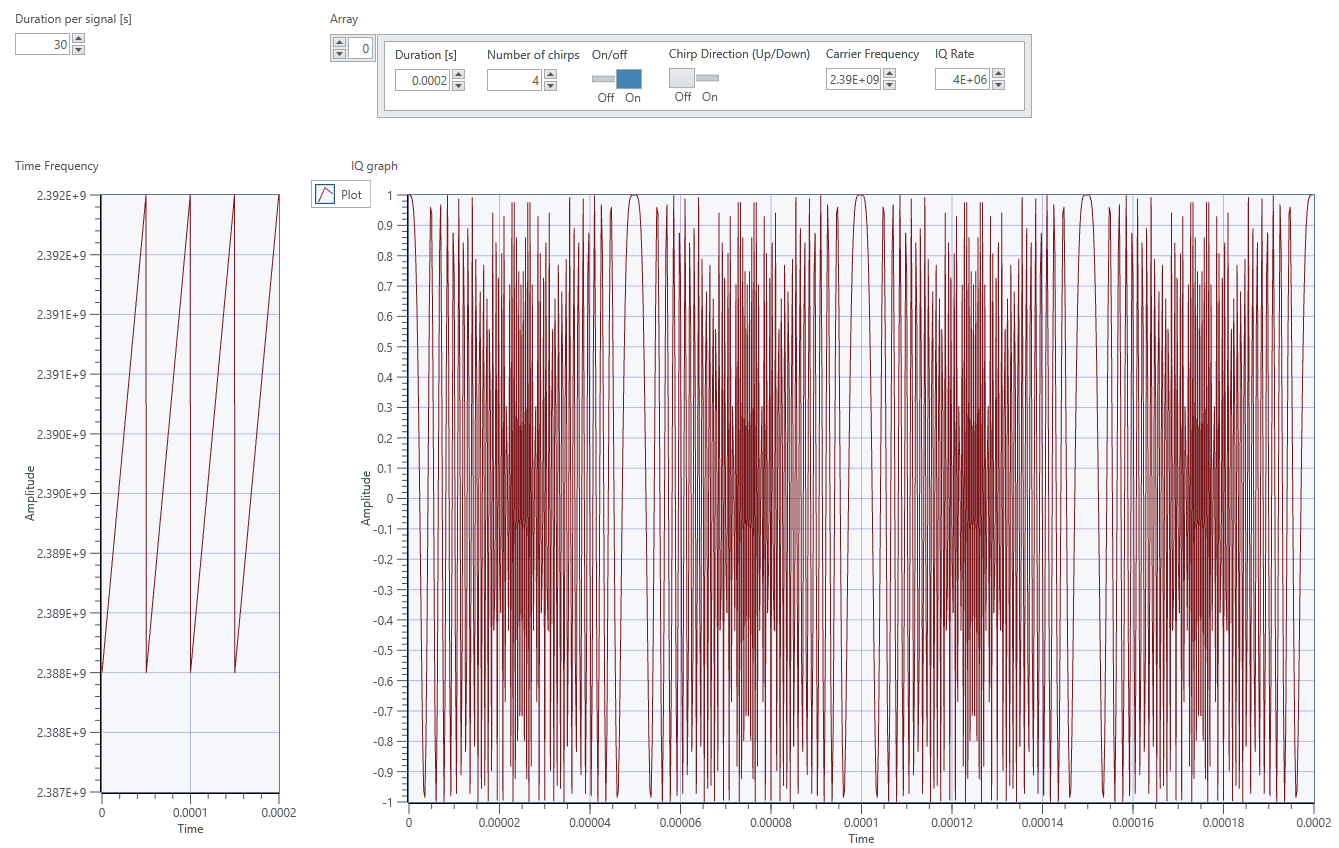 Duration per signal [s]
30
Array
0
Duration [s] Number of chirps On/off Chirp Direction (Up/Down) Carrier Frequency IQ Rate
0.0002 4 2.39E+09 4E+06
Off On Off On
Time Frequency
2.392E+9
2.392E+9
2.391E+9
2.391E+9
2.390E+9
2.390E+9
2.389E+9
2.389E+9
2.388E+9
2.388E+9
2.387E+9
Amplitude
0 0.0001 0.0002
Time
IQ graph
Plot
1
0.9
0.8
0.7
0.6
0.5
0.4
0.3
0.2
0.1
0
-0.1
-0.2
-0.3
-0.4
-0.5
-0.6
-0.7
-0.8
-0.9
-1
Amplitude
0 0.00002 0.00004 0.00006 0.00008 0.0001 0.00012 0.00014 0.00016 0.00018 0.0002
Time